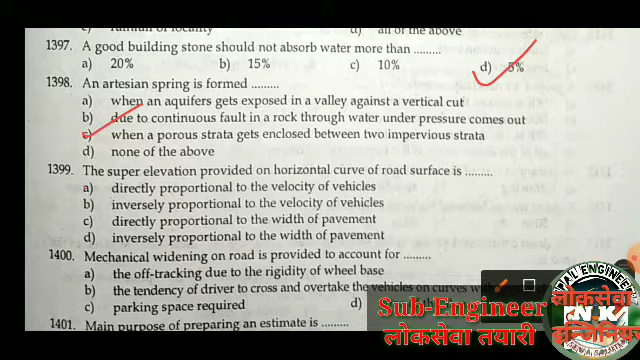 c) rainfall of locality d) all of the above
1397. A good building stone should not absorb water more than .........
a) 20% b) 15% c) 10% d) 5%
1398. An artesian spring is formed .........
a) when an aquifers gets exposed in a valley against a vertical cut
b) due to continuous fault in a rock through water under pressure comes out
c) when a porous strata gets enclosed between two impervious strata
d) none of the above
1399. The super elevation provided on horizontal curve of road surface is ........
a) directly proportional to the velocity of vehicles
b) inversely proportional to the velocity of vehicles
c) directly proportional to the width of pavement
d) inversely proportional to the width of pavement
1400. Mechanical widening on road is provided to account for .........
a) the off-tracking due to the rigidity of wheel base
b) the tendency of driver to cross and overtake the vehicles on curves
c) parking space required d)
1401. Main purpose of preparing an estimate is .........
Sub-Engineer
लोकसेवा तयारी
लोकसेवा